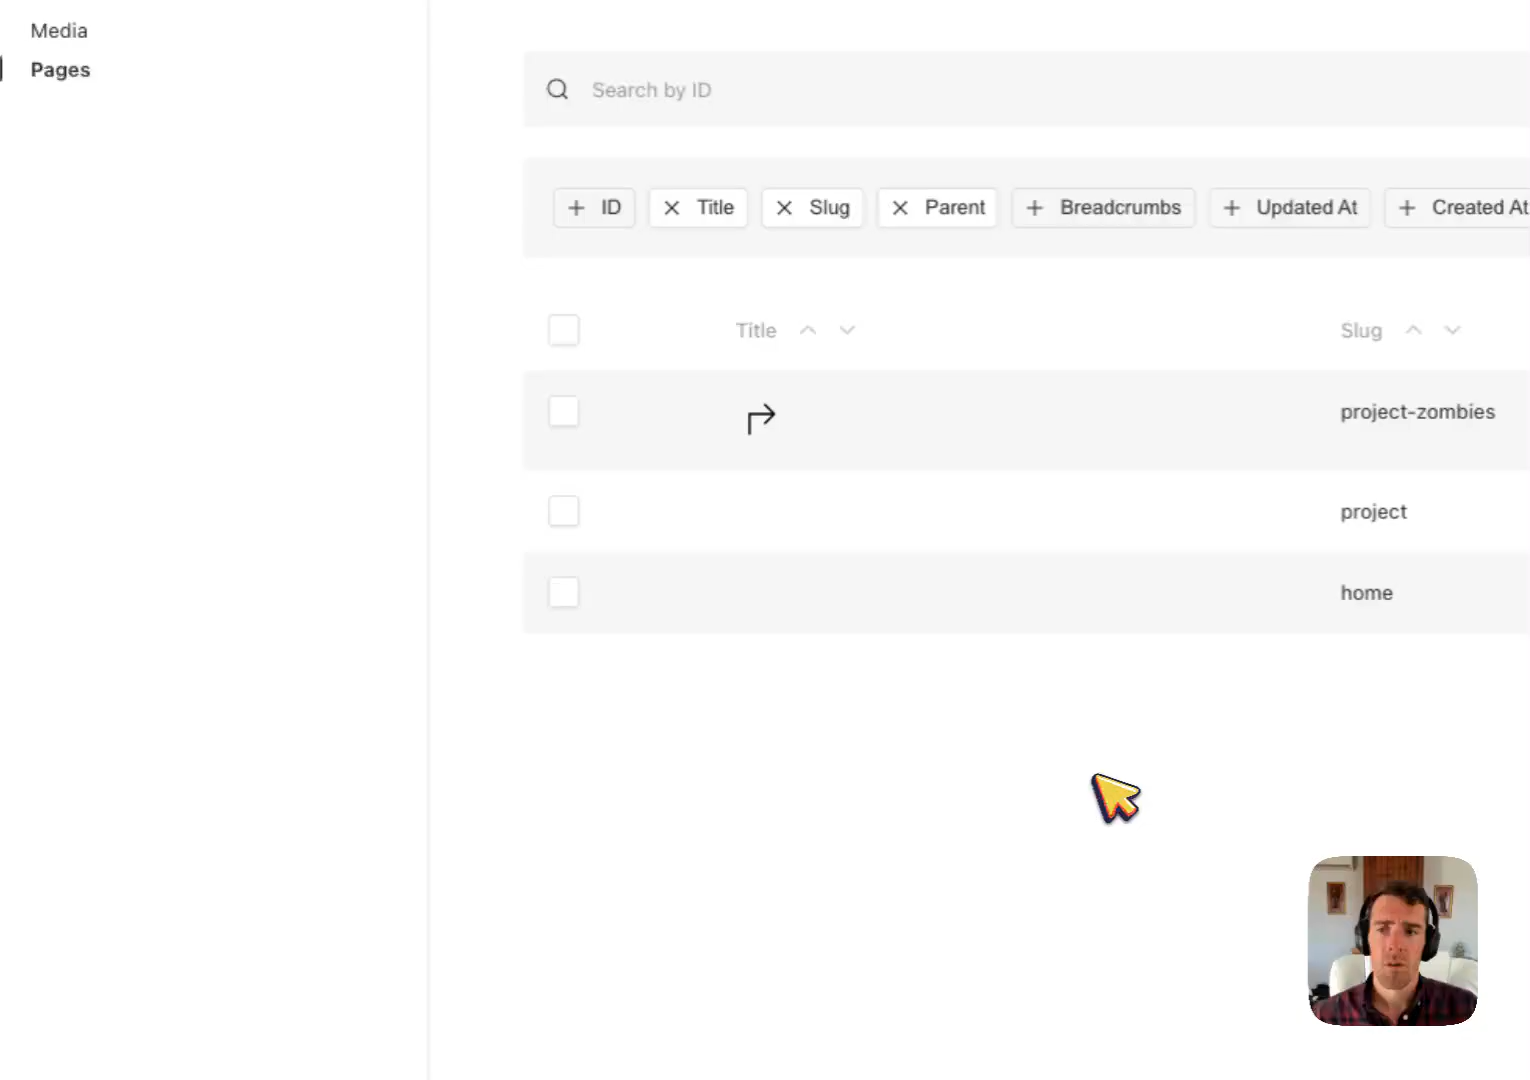 Media
Pages
Search by ID
ID Title Slug Parent Breadcrumbs Updated At Created At
Title Slug
project-zombies
project
home